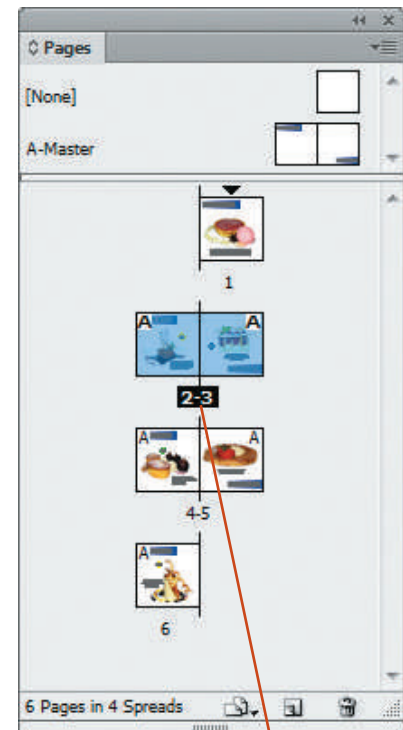 Pages
[None]
A-Master
1
A A
2-3
A A
4-5
A
6
6 Pages in 4 Spreads